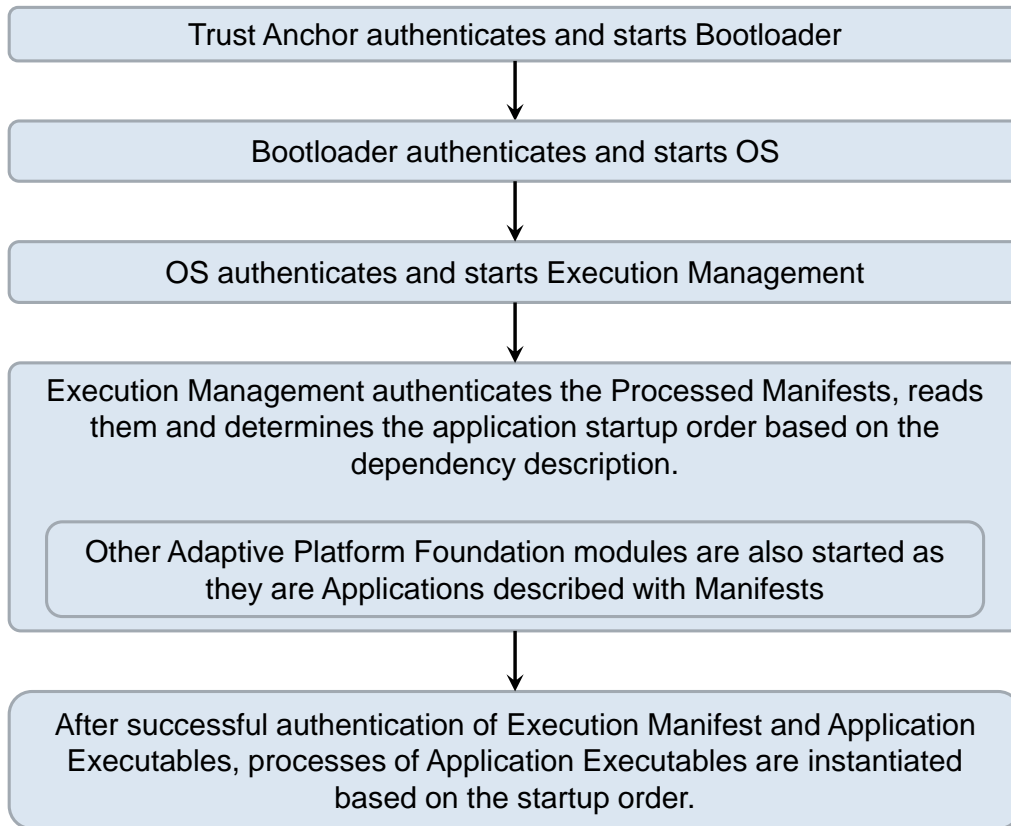 Trust Anchor authenticates and starts Bootloader
Bootloader authenticates and starts OS
OS authenticates and starts Execution Management
Execution Management authenticates the Processed Manifests, reads
them and determines the application startup order based on the
dependency description.
Other Adaptive Platform Foundation modules are also started as
they are Applications described with Manifests
After successful authentication of Execution Manifest and Application
Executables, processes of Application Executables are instantiated
based on the startup order.